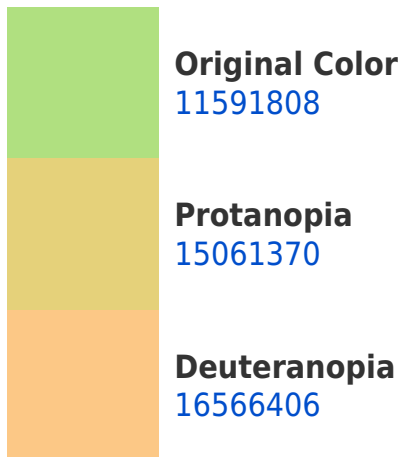 Original Color
11591808
Protanopia
15061370
Deuteranopia
16566406